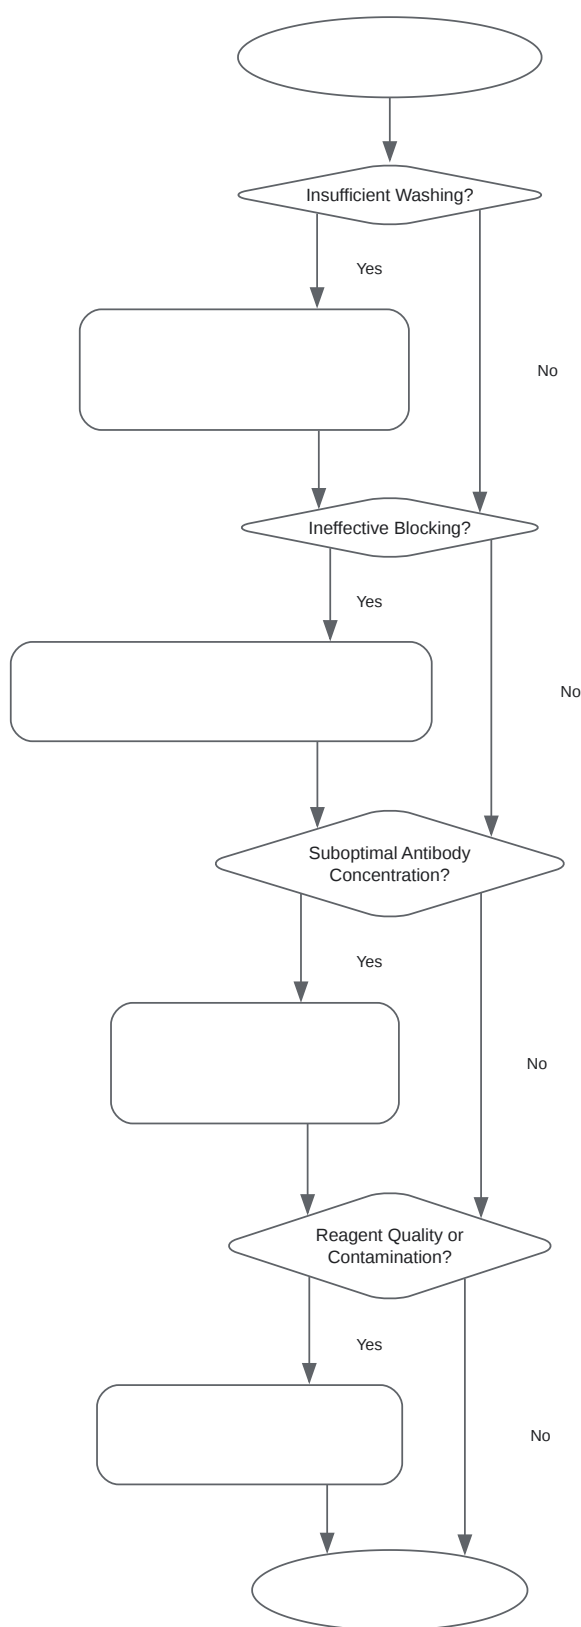 Insufficient Washing?
Yes
No
Ineffective Blocking?
Yes
No
Suboptimal Antibody
Concentration?
Yes
No
Reagent Quality or
Contamination?
Yes
No